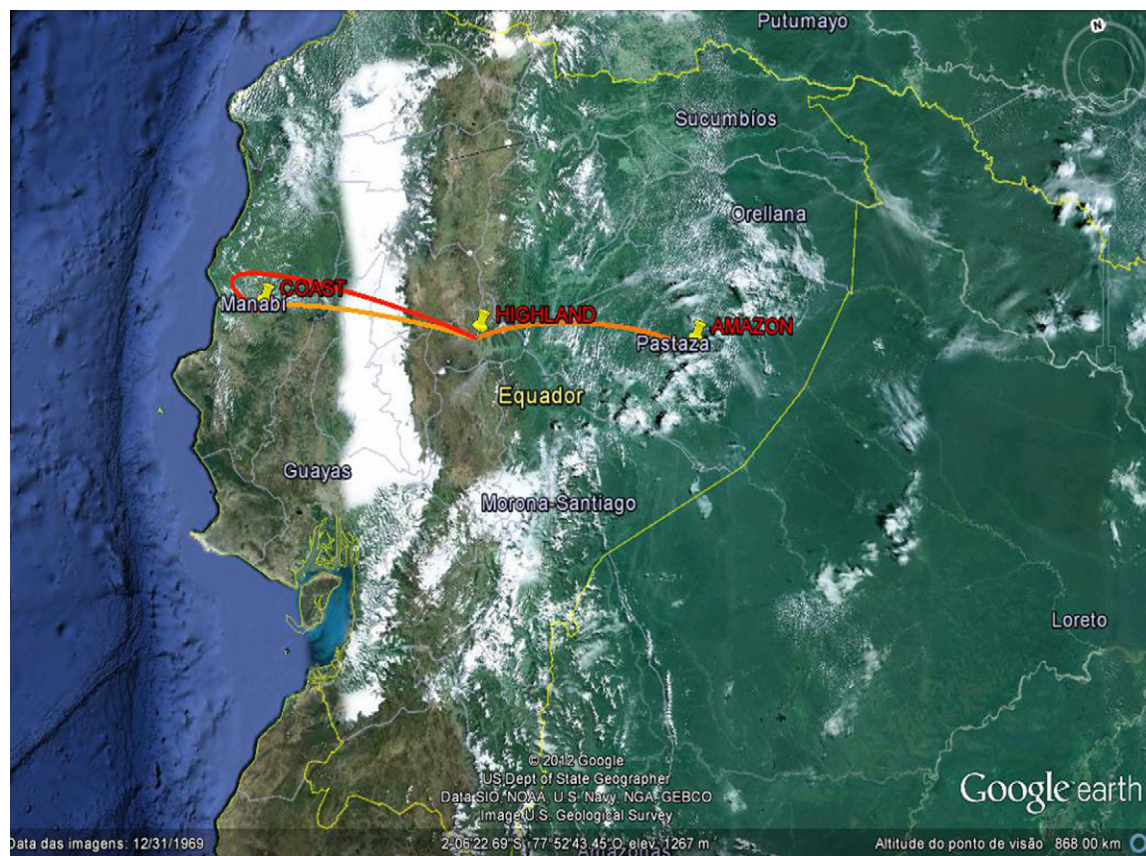 Putumayo
N
Sucumbíos
Orellana
COAST
Manabí
HIGHLAND
AMAZON
Pastaza
Equador
Guayas
Morona-Santiago
Loreto
© 2012 Google
US Dept of State Geographer
Data SIO, NOAA, U.S. Navy, NGA, GEBCO
Image U.S. Geological Survey
Google earth
Data das imagens: 12/31/1969
2°06'22.69"S 77°52'43.45"O elev. 1267 m
Altitude do ponto de visão 868.00 km
Amazonas